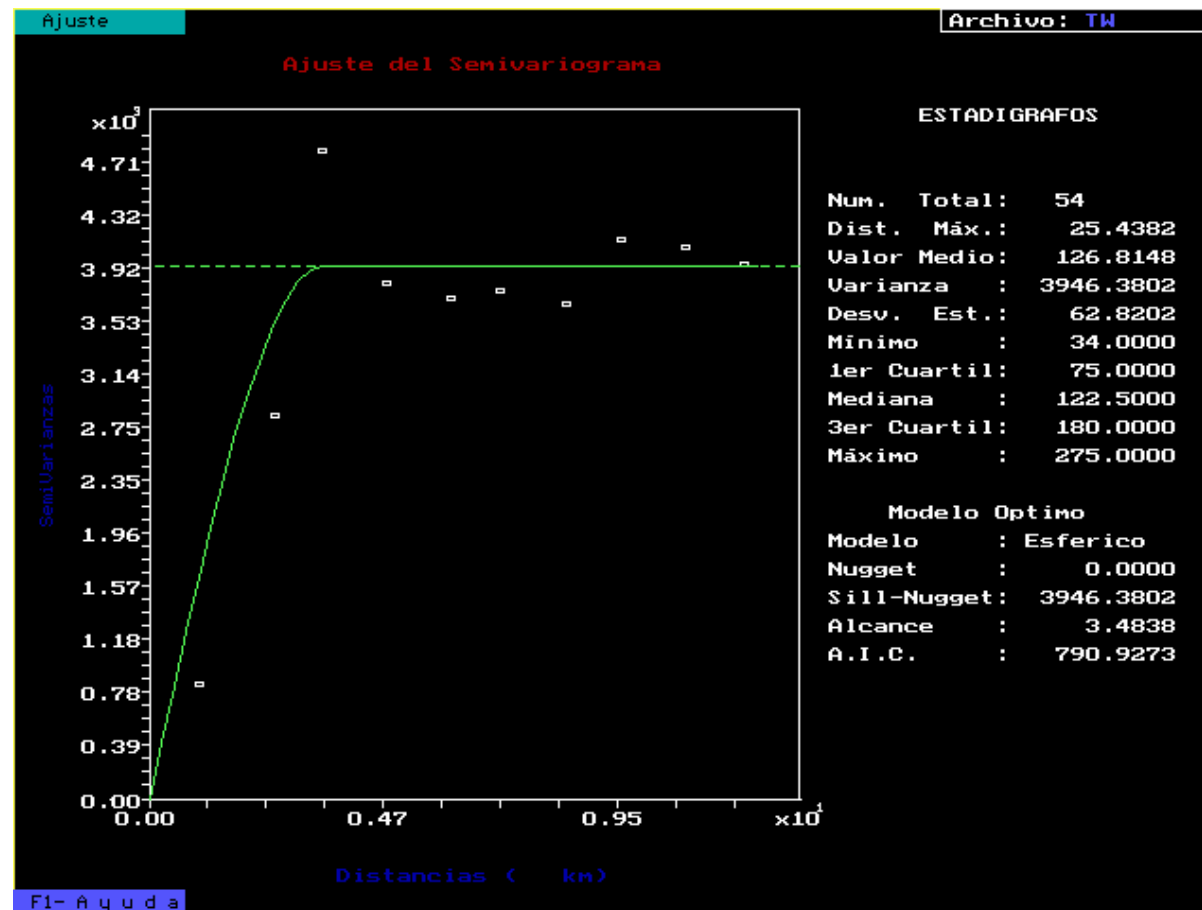 Ajuste
Archivo: TW
Ajuste del Semivariograma
x10³
4.71
4.32
3.92
3.53
3.14
2.75
2.35
1.96
1.57
1.18
0.78
0.39
0.00
SemiVarianzas
0.00 0.47 0.95 x10¹
Distancias ( km)
ESTADIGRAFOS
Num. Total: 54
Dist. Máx.: 25.4382
Valor Medio: 126.8148
Varianza : 3946.3802
Desv. Est.: 62.8202
Mínimo : 34.0000
1er Cuartil: 75.0000
Mediana : 122.5000
3er Cuartil: 180.0000
Máximo : 275.0000
Modelo Optimo
Modelo : Esferico
Nugget : 0.0000
Sill-Nugget: 3946.3802
Alcance : 3.4838
A.I.C. : 790.9273
F1- A y u d a